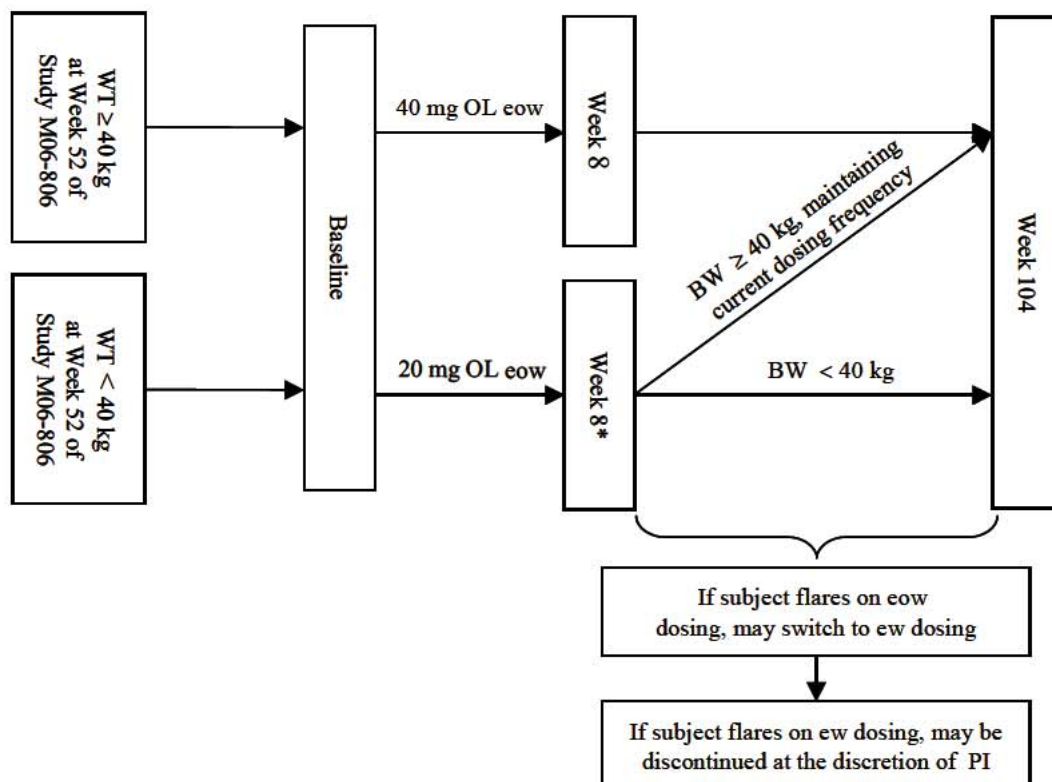 WT ≥ 40 kg
at Week 52 of
Study M06-806
WT < 40 kg
at Week 52 of
Study M06-806
Baseline
40 mg OL eow
20 mg OL eow
Week 8
Week 8*
BW ≥ 40 kg, maintaining
current dosing frequency
BW < 40 kg
Week 104
If subject flares on eow
dosing, may switch to ew dosing
If subject flares on ew dosing, may be
discontinued at the discretion of PI